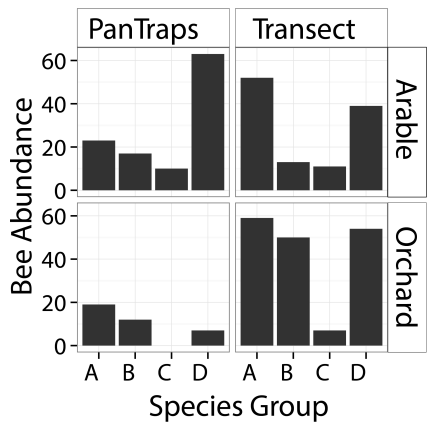 PanTraps Transect
60
40
20
0
Arable
Bee Abundance
60
40
20
0
Orchard
A B C D A B C D
Species Group